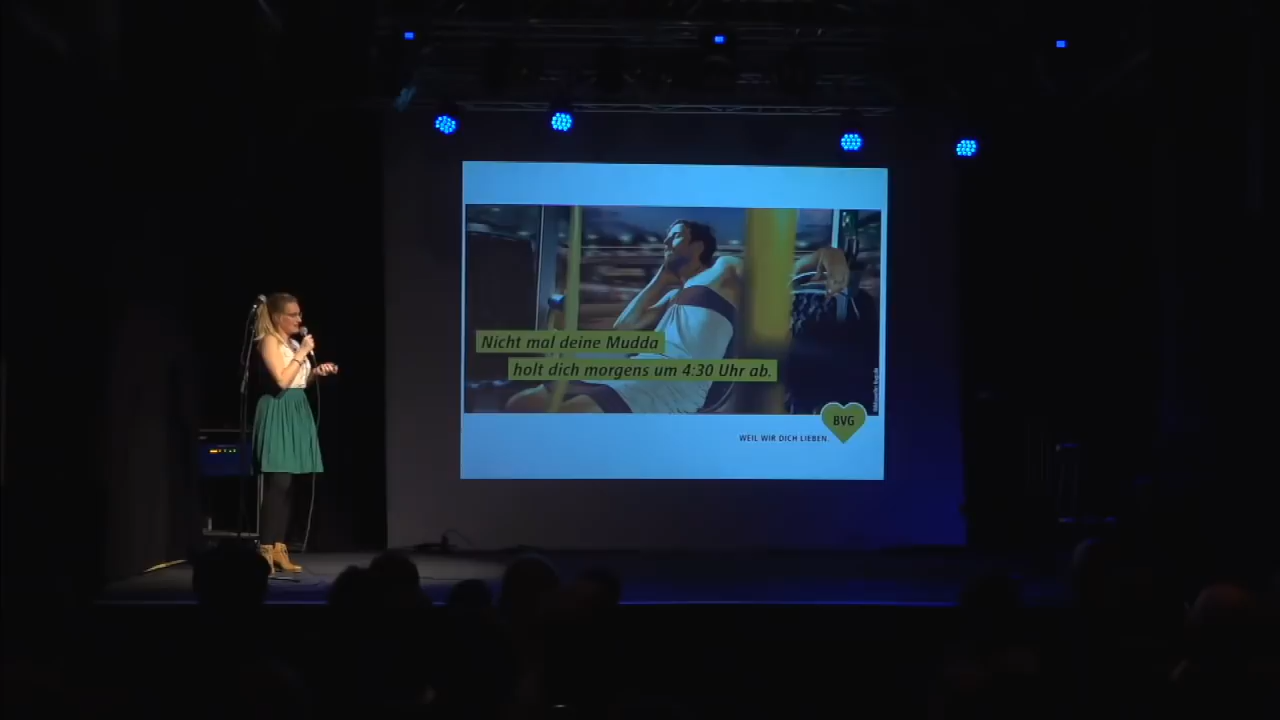 Nicht mal deine Mudda
holt dich morgens um 4:30 Uhr ab.
BVG
WEIL WIR DICH LIEBEN.